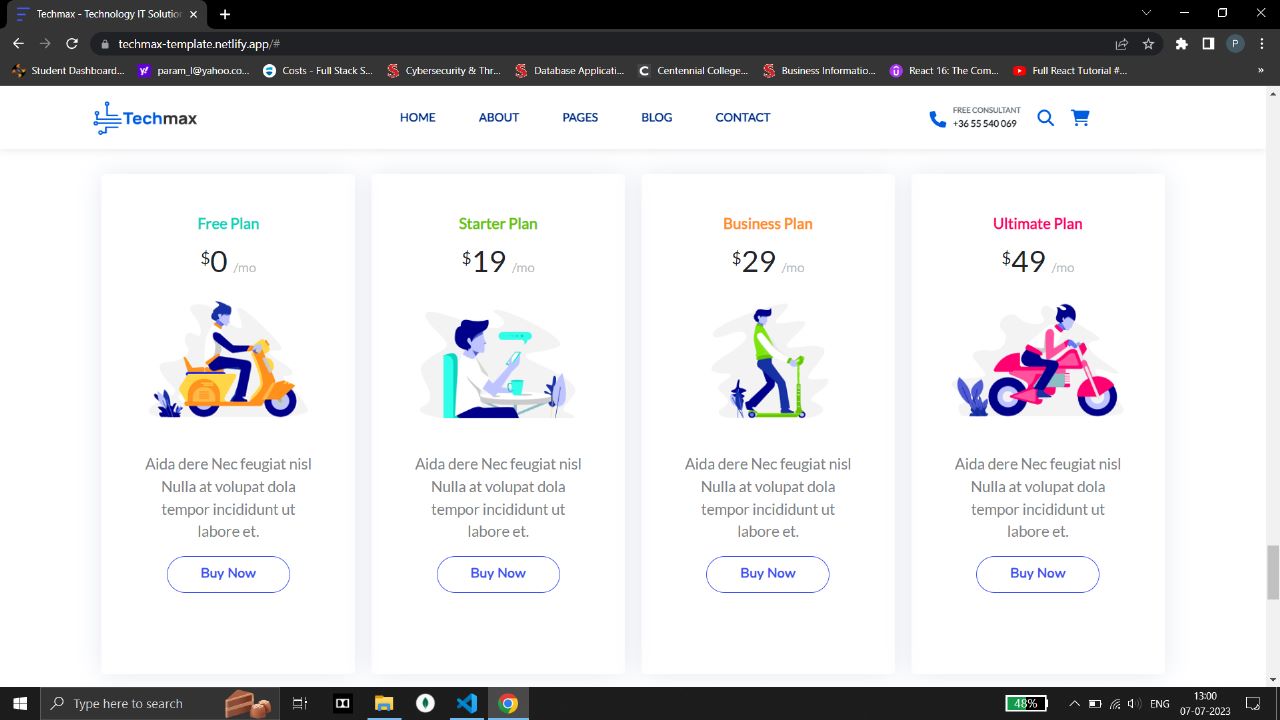 Techmax - Technology IT Solution
techmax-template.netlify.app/#
P
Student Dashboard...
param_l@yahoo.co...
Costs - Full Stack S...
Cybersecurity & Thr...
Database Applicati...
Centennial College...
Business Informatio...
React 16: The Com...
Full React Tutorial #...
»
Techmax
HOME
ABOUT
PAGES
BLOG
CONTACT
FREE CONSULTANT
+36 55 540 069
Free Plan
$0 /mo
Aida dere Nec feugiat nisl
Nulla at volupat dola
tempor incididunt ut
labore et.
Buy Now
Starter Plan
$19 /mo
Aida dere Nec feugiat nisl
Nulla at volupat dola
tempor incididunt ut
labore et.
Buy Now
Business Plan
$29 /mo
Aida dere Nec feugiat nisl
Nulla at volupat dola
tempor incididunt ut
labore et.
Buy Now
Ultimate Plan
$49 /mo
Aida dere Nec feugiat nisl
Nulla at volupat dola
tempor incididunt ut
labore et.
Buy Now
Type here to search
48%
ENG
13:00
07-07-2023